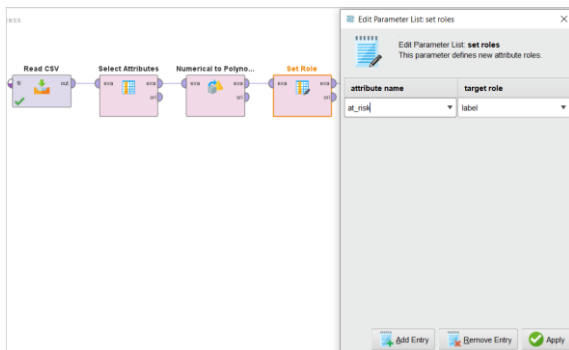 Edit Parameter List: set roles
Edit Parameter List: set roles
This parameter defines new attribute roles.
Read CSV
Select Attributes
Numerical to Polyno...
Set Role
fil
out
exa
exa
ori
exa
exa
ori
exa
exa
ori
attribute name
target role
at_risk
label
Add Entry
Remove Entry
Apply